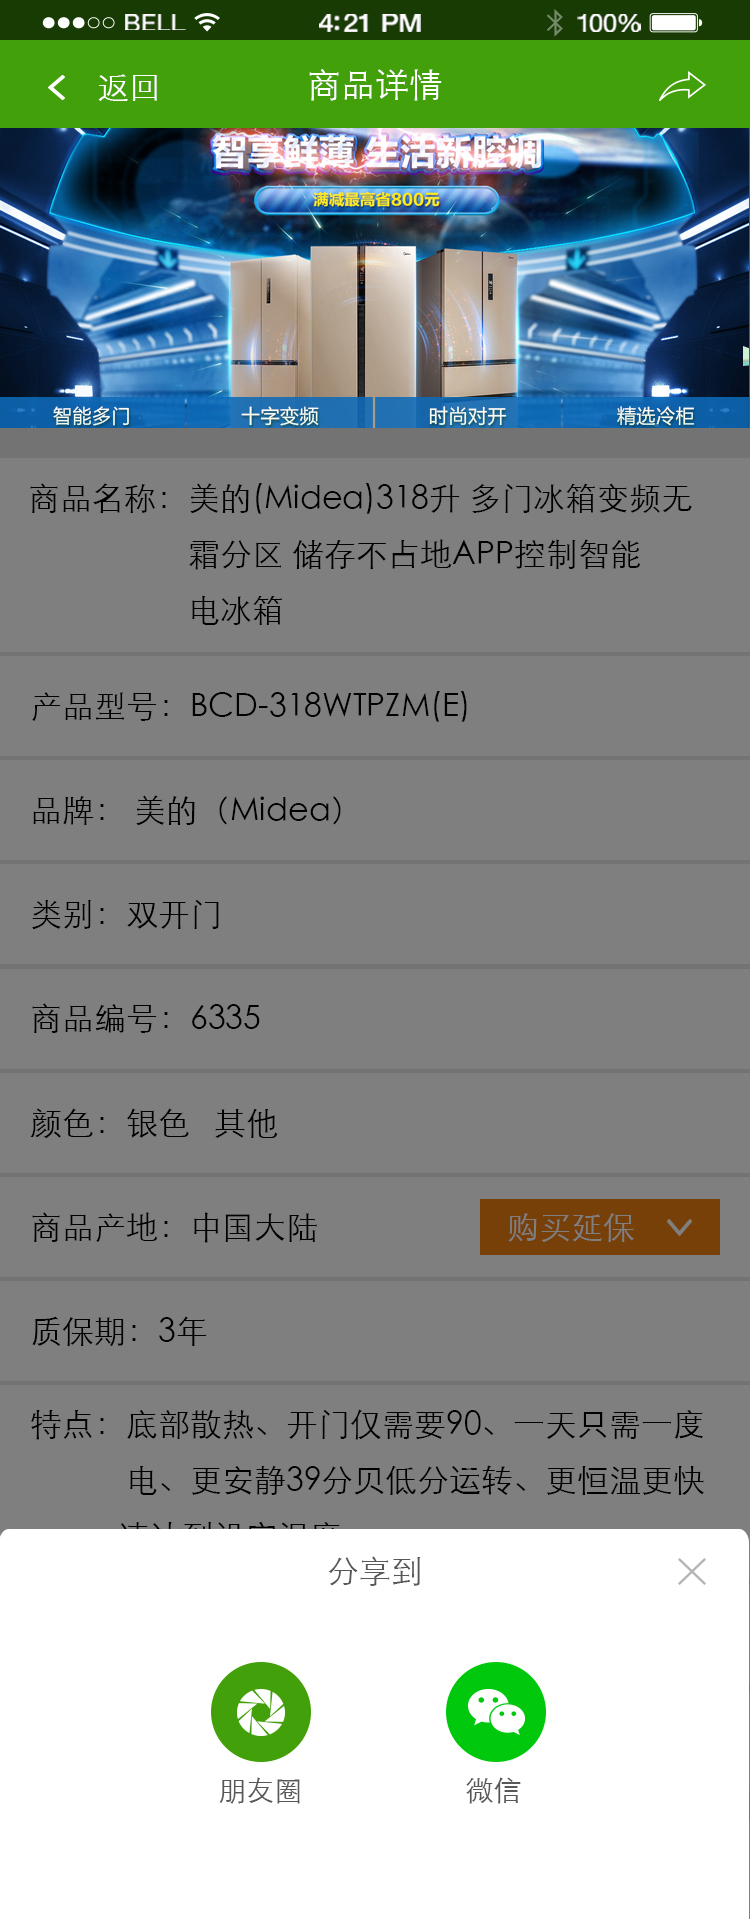 BELL 4:21 PM 100%
返回 商品详情
智享鲜薄 生活新腔调
满减最高省800元
智能多门 十字变频 时尚对开 精选冷柜
商品名称: 美的(Midea)318升 多门冰箱变频无
霜分区 储存不占地APP控制智能
电冰箱
产品型号: BCD-318WTPZM(E)
品牌: 美的（Midea）
类别: 双开门
商品编号: 6335
颜色: 银色 其他
商品产地: 中国大陆 购买延保
质保期: 3年
特点: 底部散热、开门仅需要90、一天只需一度
电、更安静39分贝低分运转、更恒温更快
速达到设定温度
分享到
朋友圈 微信